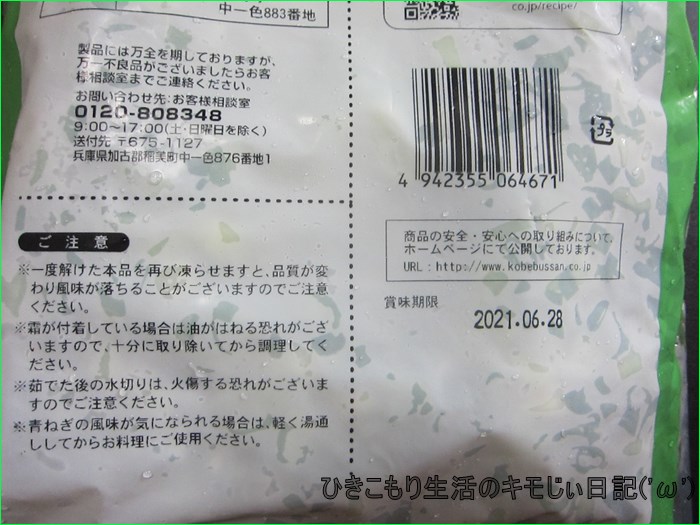 中一色883番地
co.jp/recipe/
製品には万全を期しておりますが、
万一不良品がございましたらお客
様相談室までご連絡ください。
お問い合わせ先:お客様相談室
0120-808348
9:00〜17:00(土・日曜日を除く)
送付先 〒675-1127
兵庫県加古郡稲美町中一色876番地1
4 942355 064671
プラ
ご注意
※一度解けた本品を再び凍らせますと、品質が変
わり風味が落ちることがございますのでご注意
ください。
※霜が付着している場合は油がはねる恐れがござ
いますので、十分に取り除いてから調理してく
ださい。
※茹でた後の水切りは、火傷する恐れがございま
すのでご注意ください。
※青ねぎの風味が気になられる場合は、軽く湯通
ししてからお料理にご使用ください。
商品の安全・安心への取り組みについて、
ホームページにて公開しております。
URL:http://www.kobebussan.co.jp
賞味期限
2021.06.28
ひきこもり生活のキモじぃ日記('ω')